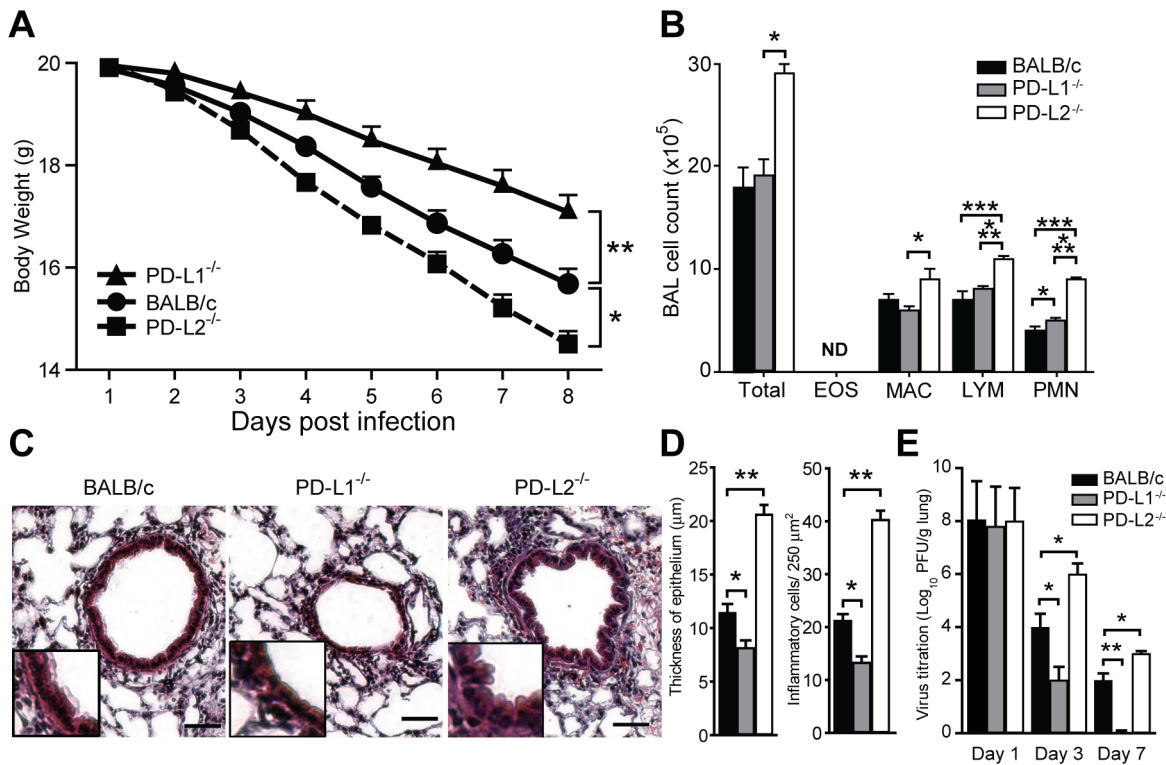 A
Body Weight (g)
20
18
16
14
PD-L1-/-
BALB/c
PD-L2-/-
**
*
1 2 3 4 5 6 7 8
Days post infection
B
BAL cell count (x10⁵)
30
20
10
0
BALB/c
PD-L1-/-
PD-L2-/-
*
ND
*
***
*
**
***
*
**
*
Total EOS MAC LYM PMN
C
BALB/c PD-L1-/- PD-L2-/-
D
Thickness of epithelium (µm)
25
20
15
10
5
0
**
*
Inflammatory cells/ 250 µm²
50
40
30
20
10
0
**
*
E
Virus titration (Log₁₀ PFU/g lung)
10
8
6
4
2
0
BALB/c
PD-L1-/-
PD-L2-/-
*
*
*
**
Day 1 Day 3 Day 7